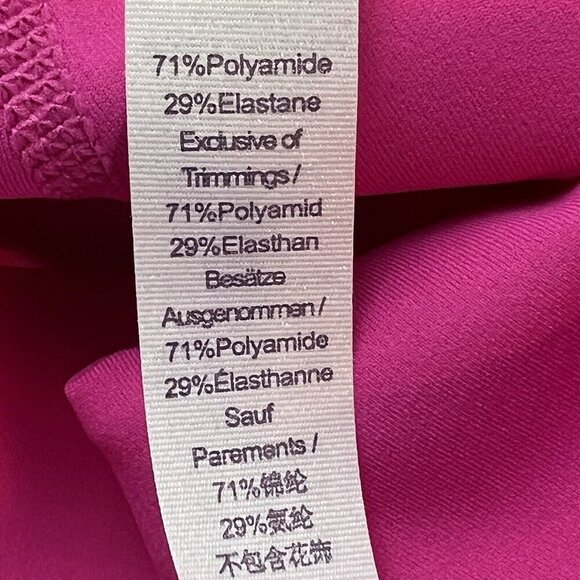 71%Polyamide
29%Elastane
Exclusive of
Trimmings /
71%Polyamid
29%Elasthan
Besätze
Ausgenommen /
71%Polyamide
29%Élasthanne
Sauf
Parements /
71%锦纶
29%氨纶
不包含花饰